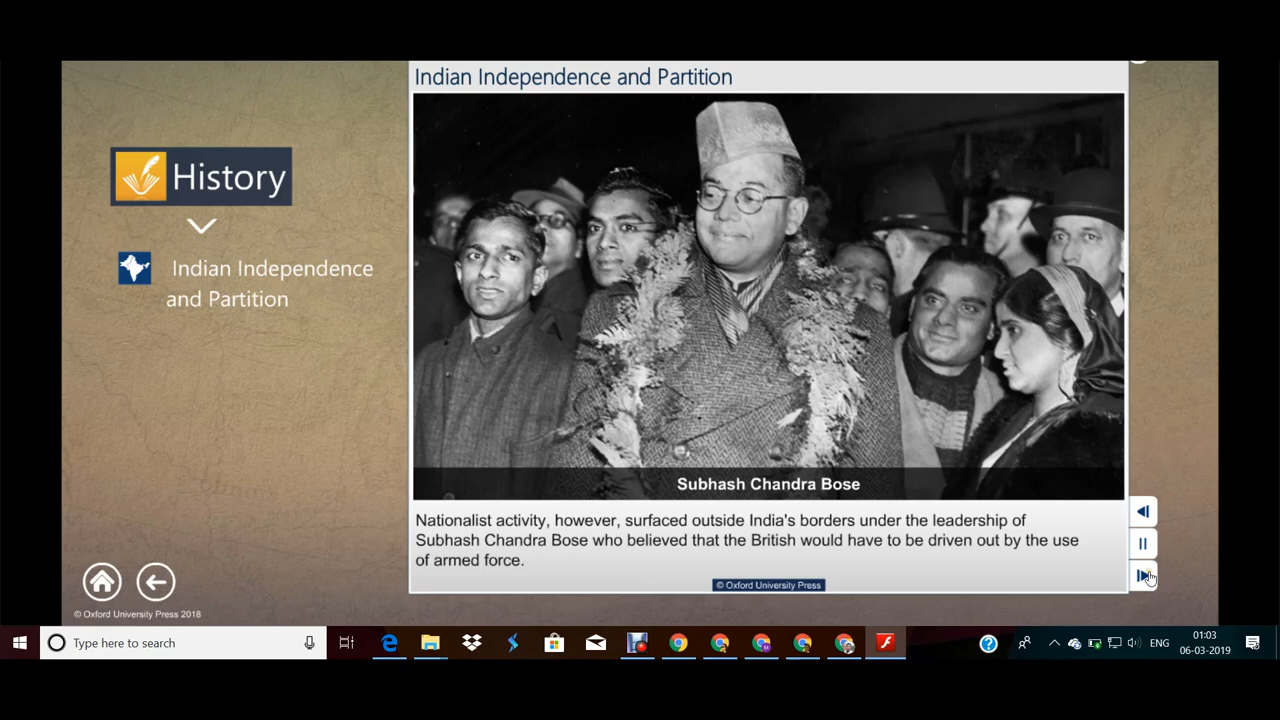 Indian Independence and Partition
History
Indian Independence
and Partition
Subhash Chandra Bose
Nationalist activity, however, surfaced outside India's borders under the leadership of
Subhash Chandra Bose who believed that the British would have to be driven out by the use
of armed force.
© Oxford University Press
© Oxford University Press 2018
Type here to search
ENG
01:03
06-03-2019